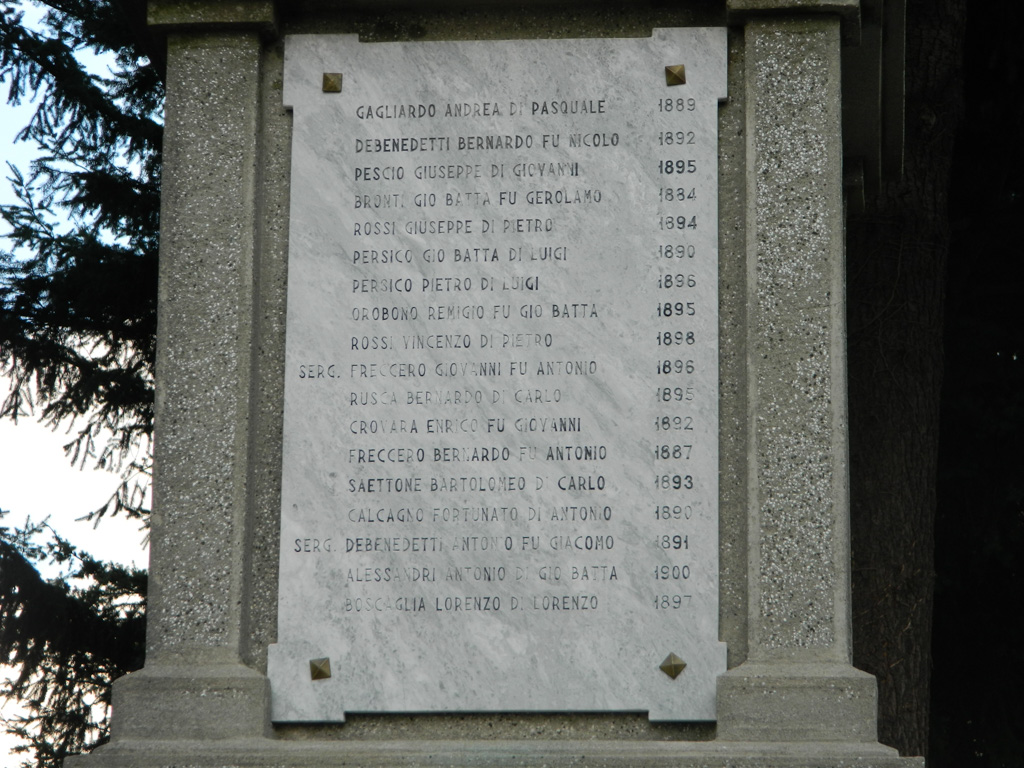 GAGLIARDO ANDREA DI PASQUALE 1889
DEBENEDETTI BERNARDO FU NICOLO 1892
PESCIO GIUSEPPE DI GIOVANNI 1895
BRONTI GIO BATTA FU GEROLAMO 1884
ROSSI GIUSEPPE DI PIETRO 1894
PERSICO GIO BATTA DI LUIGI 1890
PERSICO PIETRO DI LUIGI 1896
OROBONO REMIGIO FU GIO BATTA 1895
ROSSI VINCENZO DI PIETRO 1898
SERG. FRECCERO GIOVANNI FU ANTONIO 1896
RUSCA BERNARDO DI CARLO 1895
CROVARA ENRICO FU GIOVANNI 1892
FRECCERO BERNARDO FU ANTONIO 1887
SAETTONE BARTOLOMEO DI CARLO 1893
CALCAGNO FORTUNATO DI ANTONIO 1890
SERG. DEBENEDETTI ANTONIO FU GIACOMO 1891
ALESSANDRI ANTONIO DI GIO BATTA 1900
BOSCAGLIA LORENZO DI LORENZO 1897